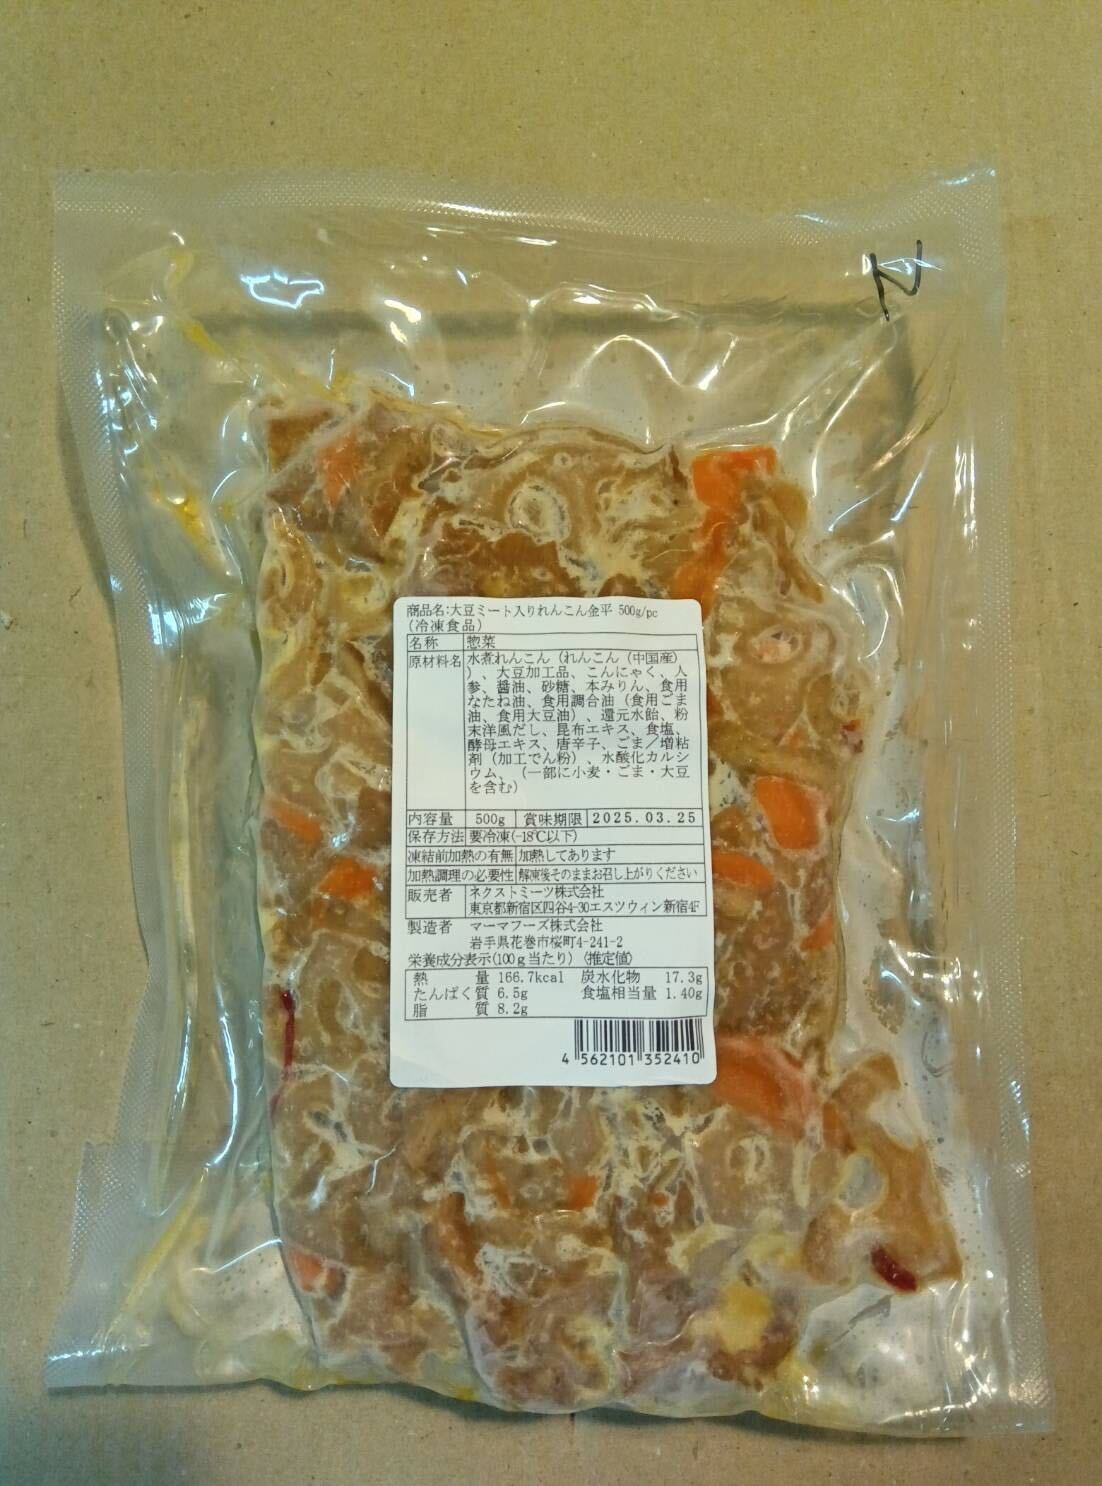 N
商品名:大豆ミート入りれんこん金平 500g/pc
(冷凍食品)
名称 惣菜
原材料名 水煮れんこん(れんこん(中国産)
)、大豆加工品、こんにゃく、人
参、醤油、砂糖、本みりん、食用
なたね油、食用調合油(食用ごま
油、食用大豆油)、還元水飴、粉
末洋風だし、昆布エキス、食塩、
酵母エキス、唐辛子、ごま/増粘
剤(加工でん粉)、水酸化カルシ
ウム、(一部に小麦・ごま・大豆
を含む)
内容量 500g 賞味期限 2025.03.25
保存方法 要冷凍(-18℃以下)
凍結前加熱の有無 加熱してあります
加熱調理の必要性 解凍後そのままお召し上がりください
販売者 ネクストミーツ株式会社
東京都新宿区四谷4-30エスツウィン新宿4F
製造者 マーマフーズ株式会社
岩手県花巻市桜町4-241-2
栄養成分表示(100g当たり)(推定値)
熱量 166.7kcal 炭水化物 17.3g
たんぱく質 6.5g 食塩相当量 1.40g
脂質 8.2g
4 562101 352410